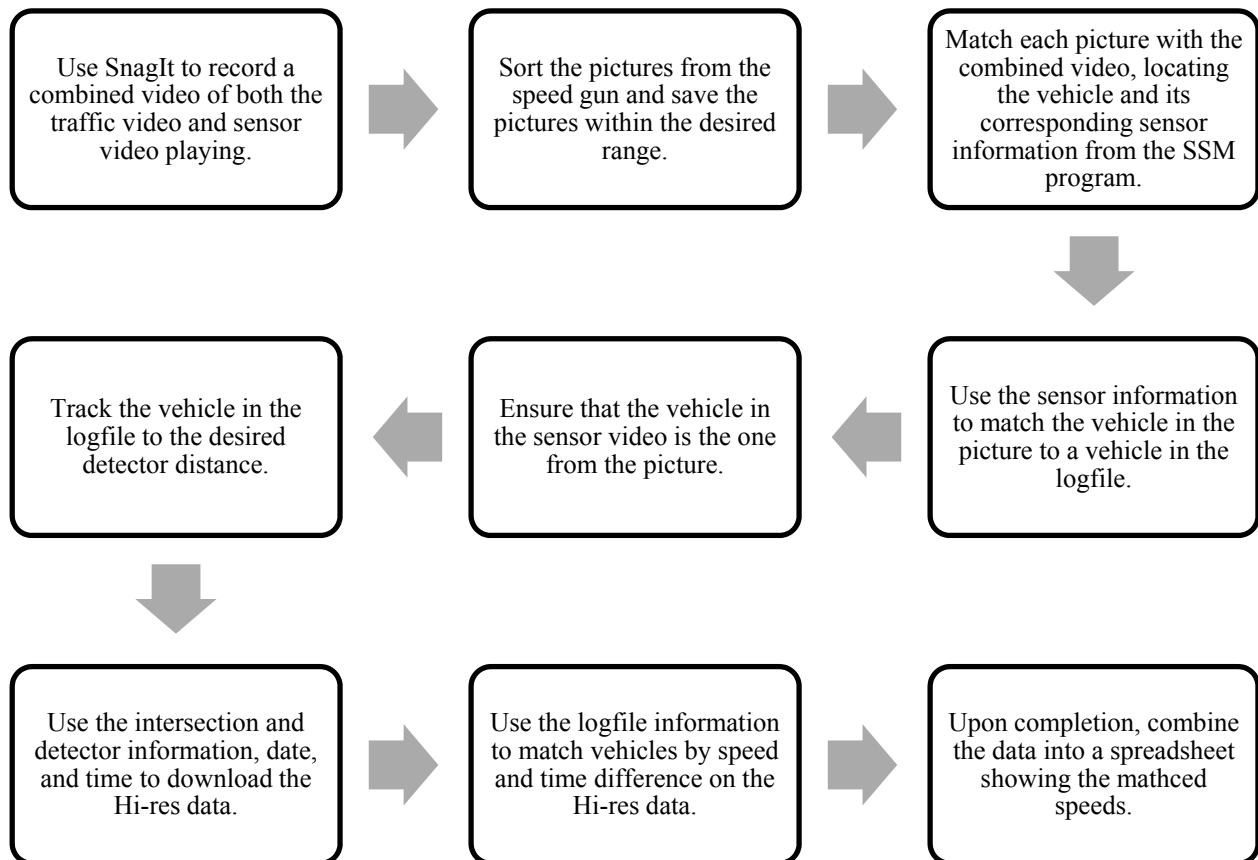 Use SnagIt to record a
combined video of both the
traffic video and sensor
video playing.
Sort the pictures from the
speed gun and save the
pictures within the desired
range.
Match each picture with the
combined video, locating
the vehicle and its
corresponding sensor
information from the SSM
program.
Use the sensor information
to match the vehicle in the
picture to a vehicle in the
logfile.
Ensure that the vehicle in
the sensor video is the one
from the picture.
Track the vehicle in the
logfile to the desired
detector distance.
Use the intersection and
detector information, date,
and time to download the
Hi-res data.
Use the logfile information
to match vehicles by speed
and time difference on the
Hi-res data.
Upon completion, combine
the data into a spreadsheet
showing the mathced
speeds.